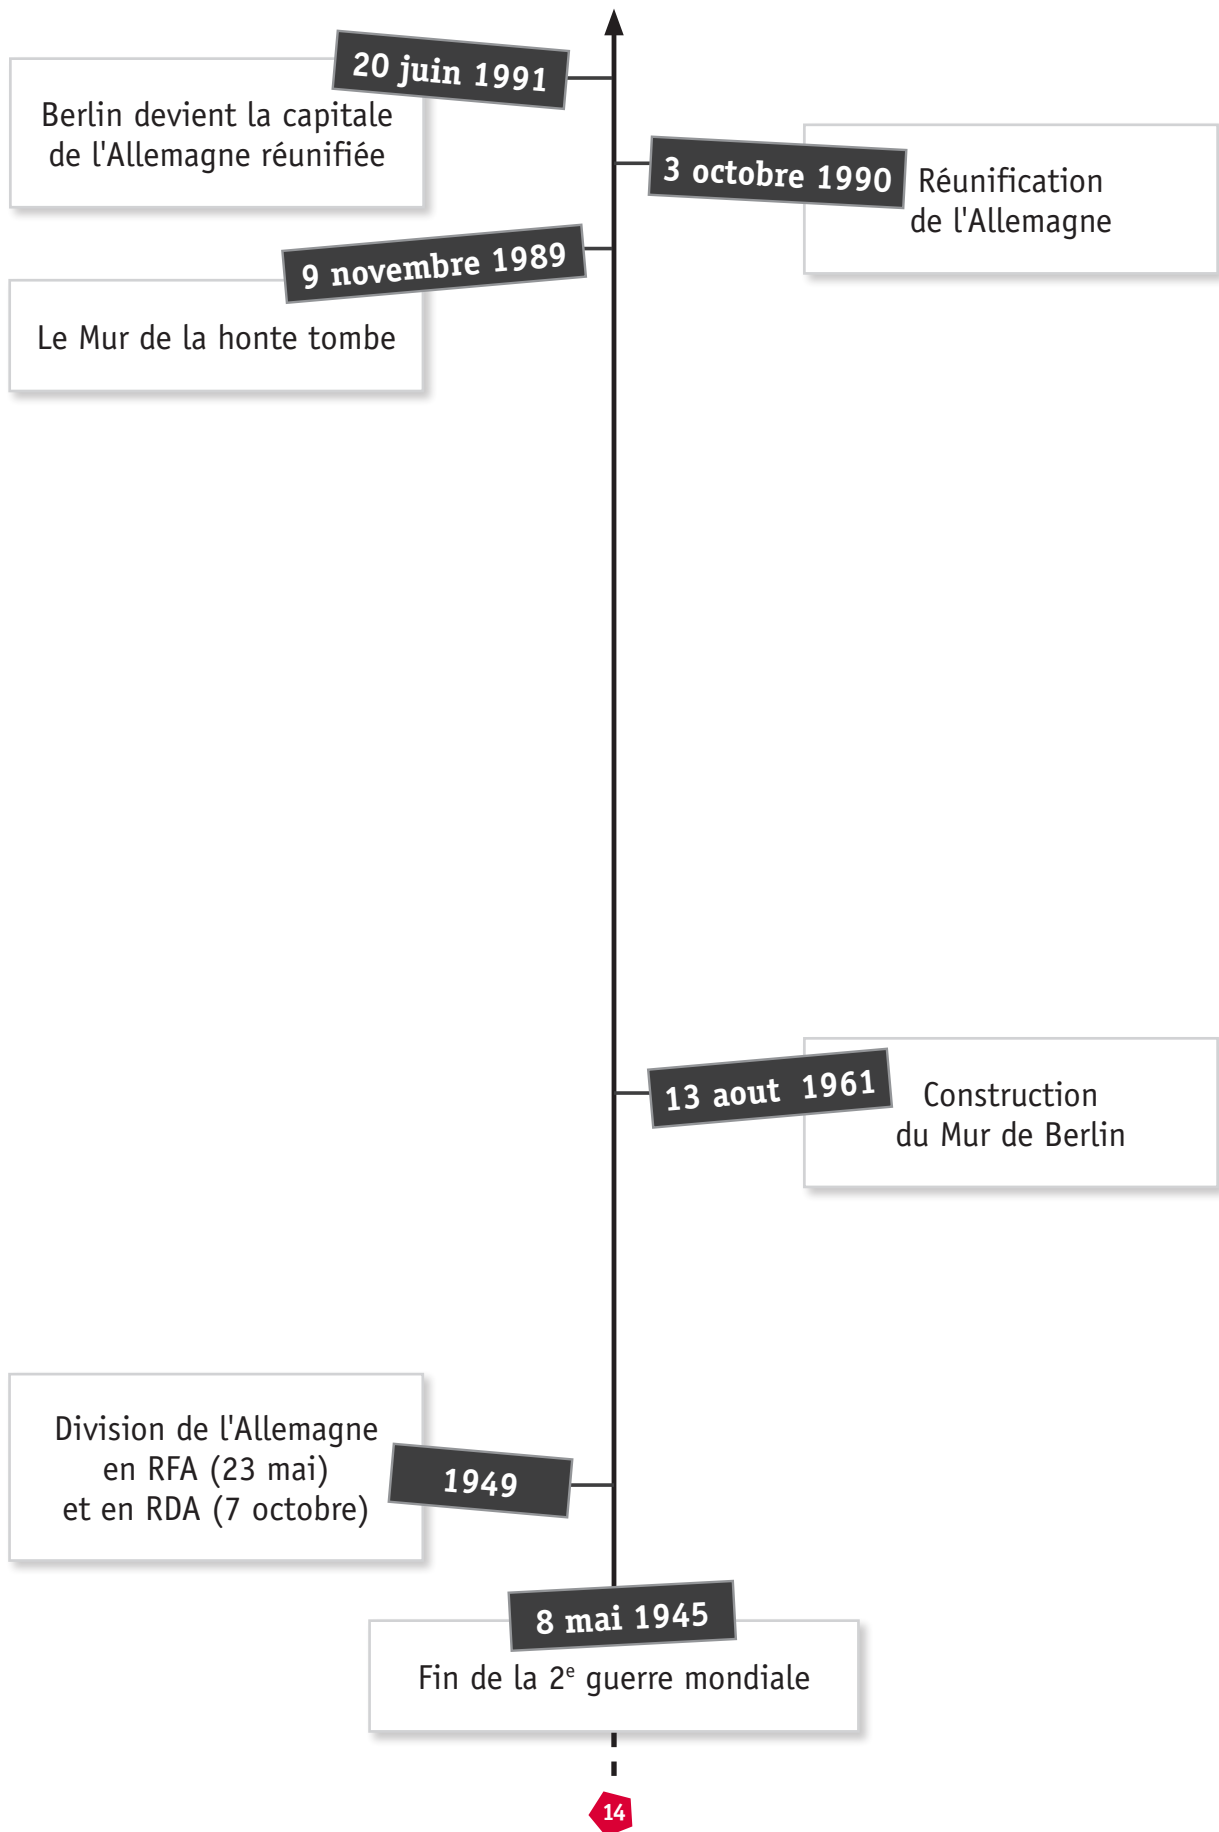 20 juin 1991
Berlin devient la capitale
de l'Allemagne réunifiée
3 octobre 1990
Réunification
de l'Allemagne
9 novembre 1989
Le Mur de la honte tombe
13 aout 1961
Construction
du Mur de Berlin
Division de l'Allemagne
en RFA (23 mai)
et en RDA (7 octobre)
1949
8 mai 1945
Fin de la 2e guerre mondiale
14